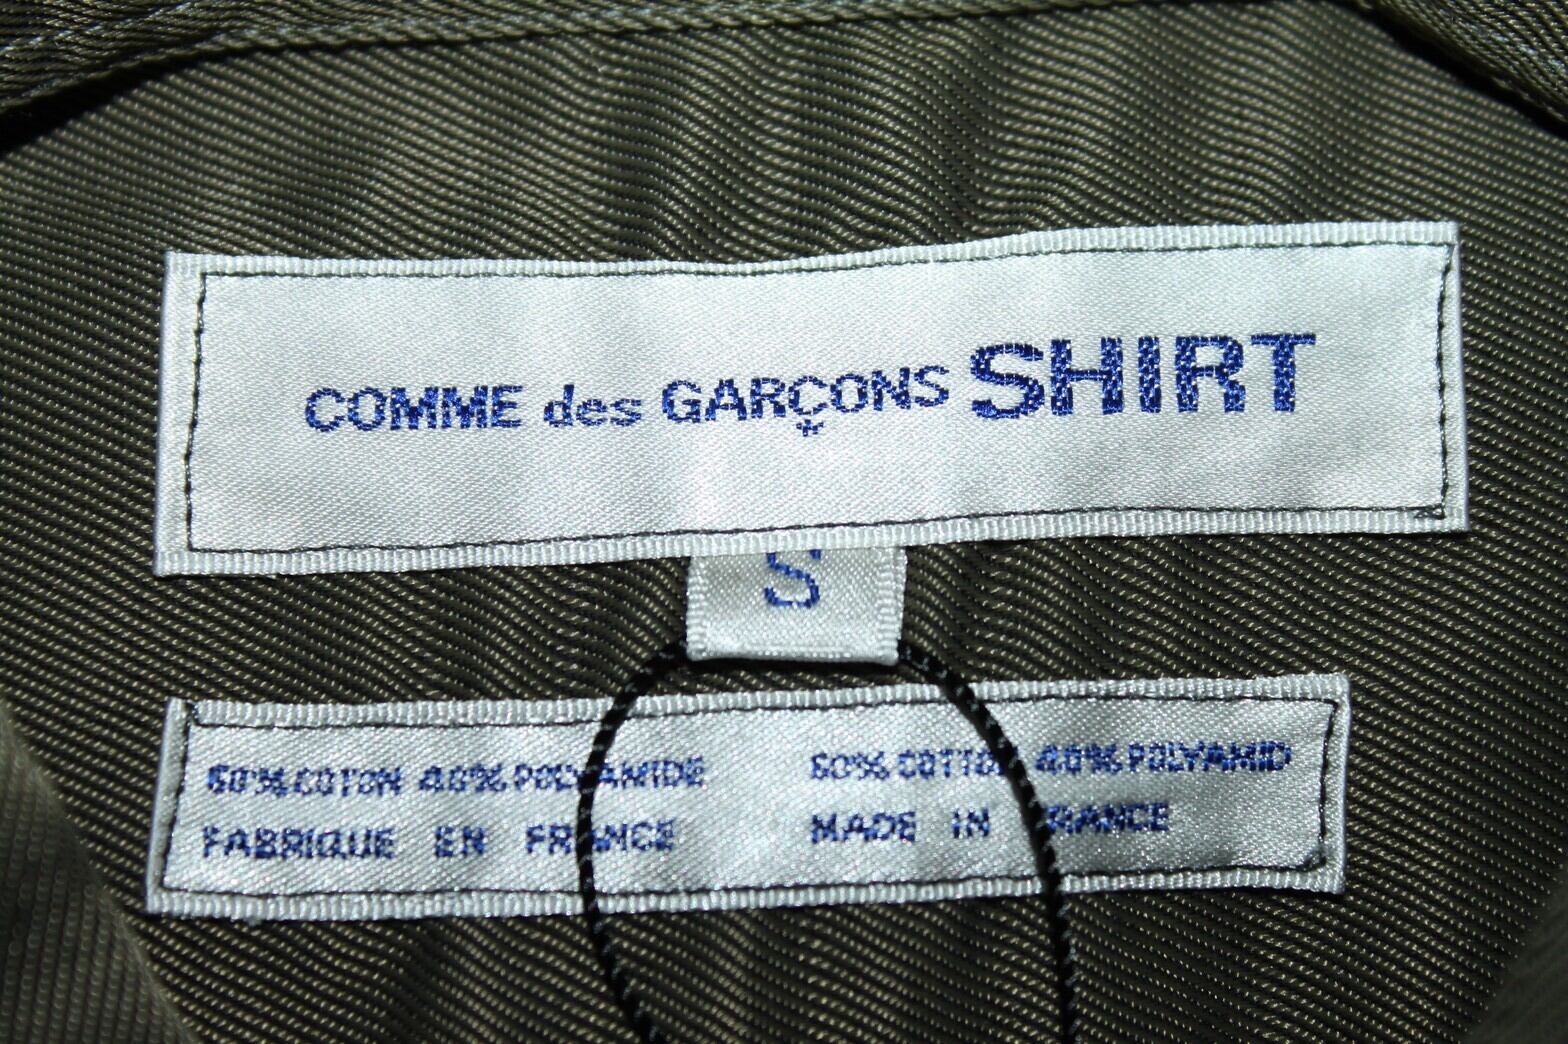 COMME des GARÇONS SHIRT
S
60% COTON 40% POLYAMIDE
FABRIQUE EN FRANCE
60% COTTON 40% POLYAMID
MADE IN FRANCE